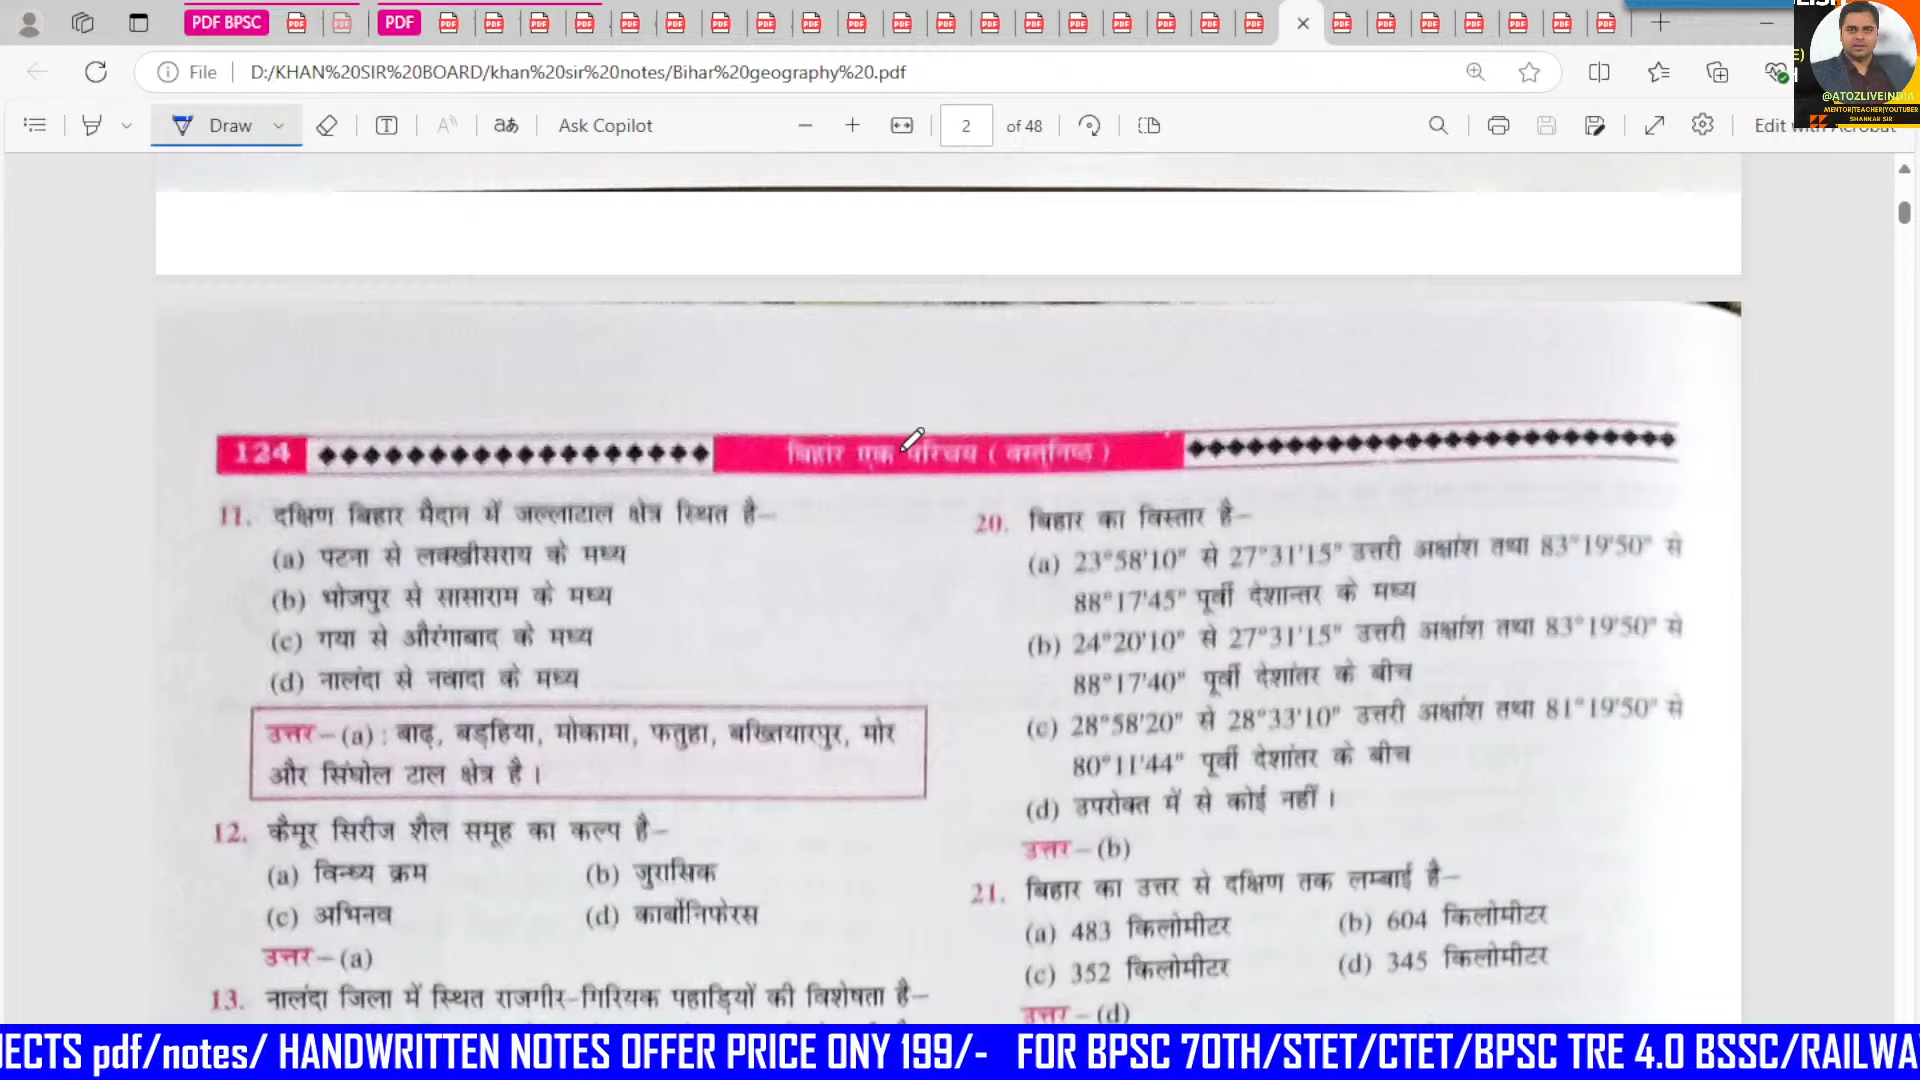 PDF BPSC
PDF
File
D:/KHAN%20SIR%20BOARD/khan%20sir%20notes/Bihar%20geography%20.pdf
@ATOZLIVEINDIA
MENTOR|TEACHER|YOUTUBER
SHANKAR SIR
Draw
Ask Copilot
2 of 48
124
बिहार एक परिचय ( वस्तुनिष्ठ )
11. दक्षिण बिहार मैदान में जल्लाटाल क्षेत्र स्थित है–
(a) पटना से लक्खीसराय के मध्य
(b) भोजपुर से सासाराम के मध्य
(c) गया से औरंगाबाद के मध्य
(d) नालंदा से नवादा के मध्य
उत्तर–(a) : बाढ़, बड़हिया, मोकामा, फतुहा, बख्तियारपुर, मोर
और सिंघोल टाल क्षेत्र है।
12. कैमूर सिरीज शैल समूह का कल्प है–
(a) विन्ध्य क्रम
(b) जुरासिक
(c) अभिनव
(d) कार्बोनिफेरस
उत्तर–(a)
13. नालंदा जिला में स्थित राजगीर-गिरियक पहाड़ियों की विशेषता है–
20. बिहार का विस्तार है–
(a) 23°58'10" से 27°31'15" उत्तरी अक्षांश तथा 83°19'50" से
88°17'45" पूर्वी देशान्तर के मध्य
(b) 24°20'10" से 27°31'15" उत्तरी अक्षांश तथा 83°19'50" से
88°17'40" पूर्वी देशांतर के बीच
(c) 28°58'20" से 28°33'10" उत्तरी अक्षांश तथा 81°19'50" से
80°11'44" पूर्वी देशांतर के बीच
(d) उपरोक्त में से कोई नहीं।
उत्तर–(b)
21. बिहार का उत्तर से दक्षिण तक लम्बाई है–
(a) 483 किलोमीटर
(b) 604 किलोमीटर
(c) 352 किलोमीटर
(d) 345 किलोमीटर
उत्तर–(d)
JECTS pdf/notes/ HANDWRITTEN NOTES OFFER PRICE ONY 199/- FOR BPSC 70TH/STET/CTET/BPSC TRE 4.0 BSSC/RAILWA